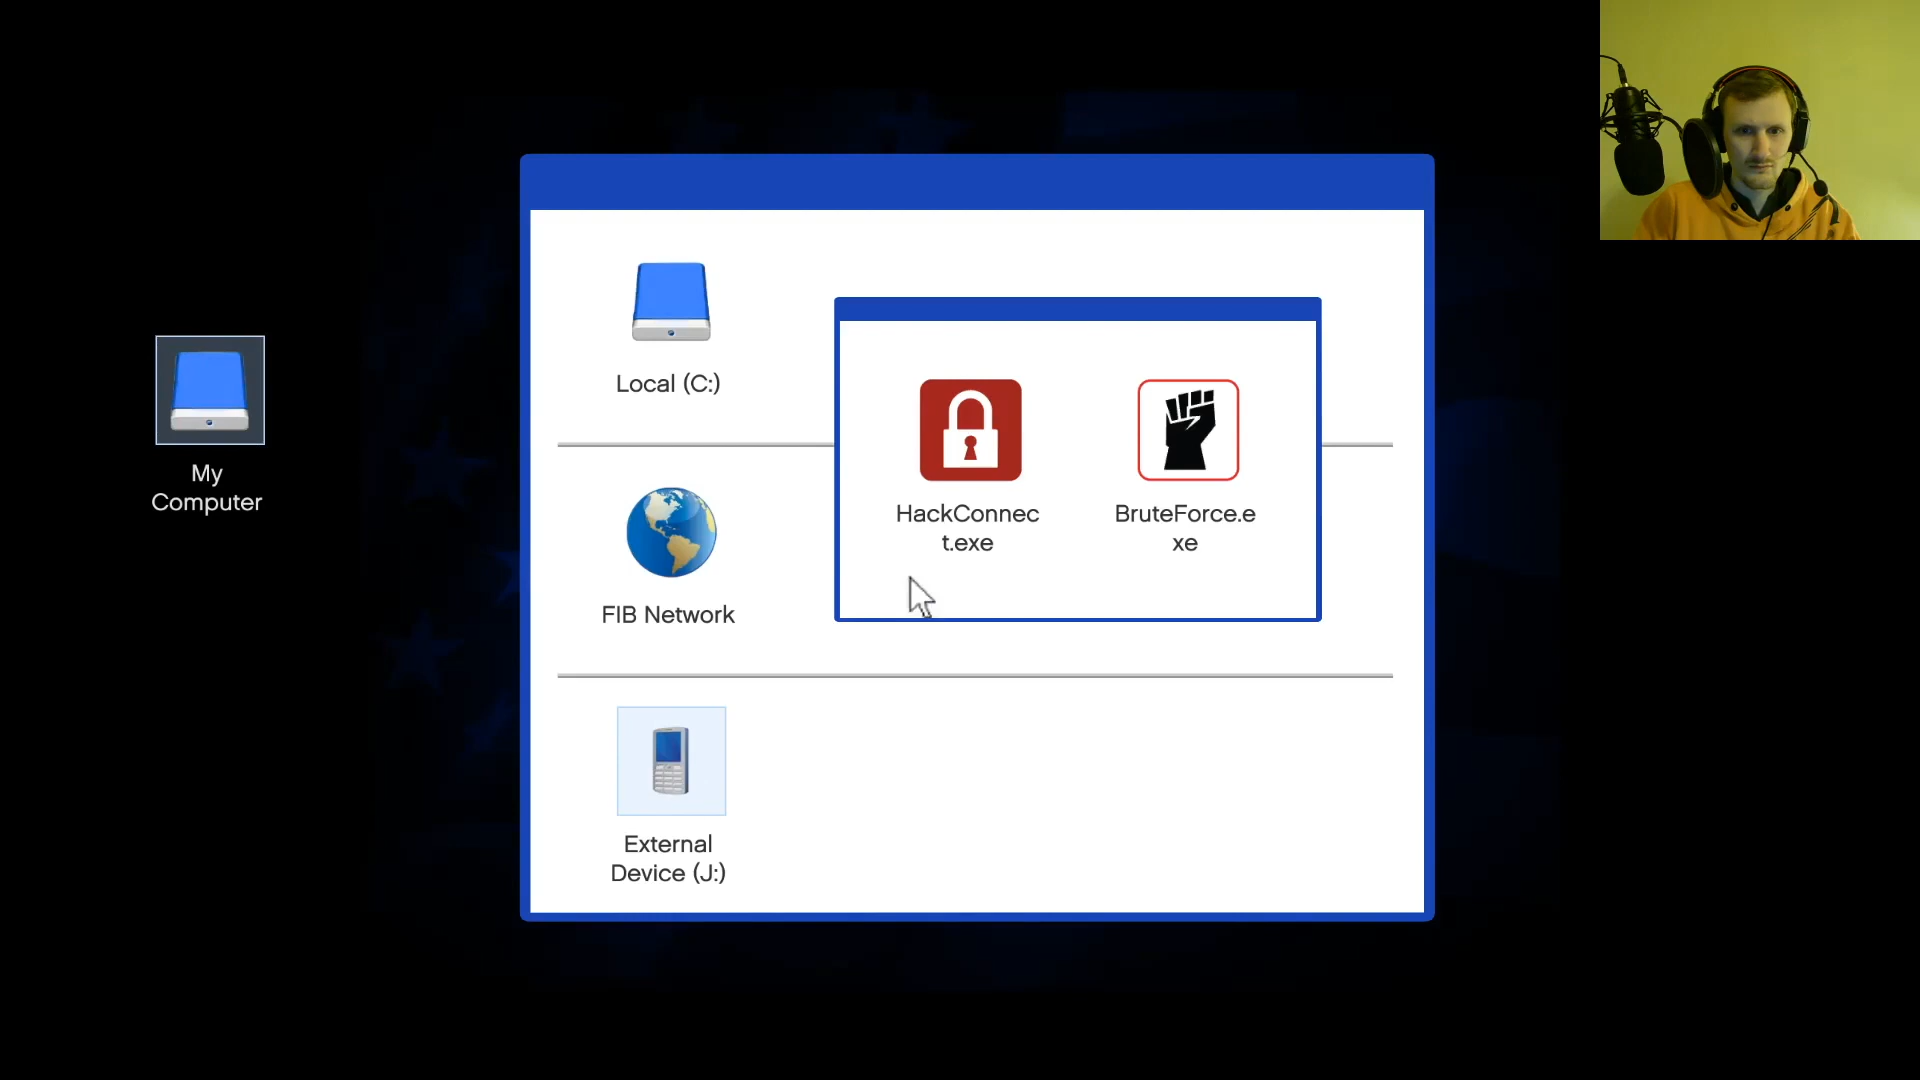 My
Computer
Local (C:)
FIB Network
External
Device (J:)
HackConnec
t.exe
BruteForce.e
xe